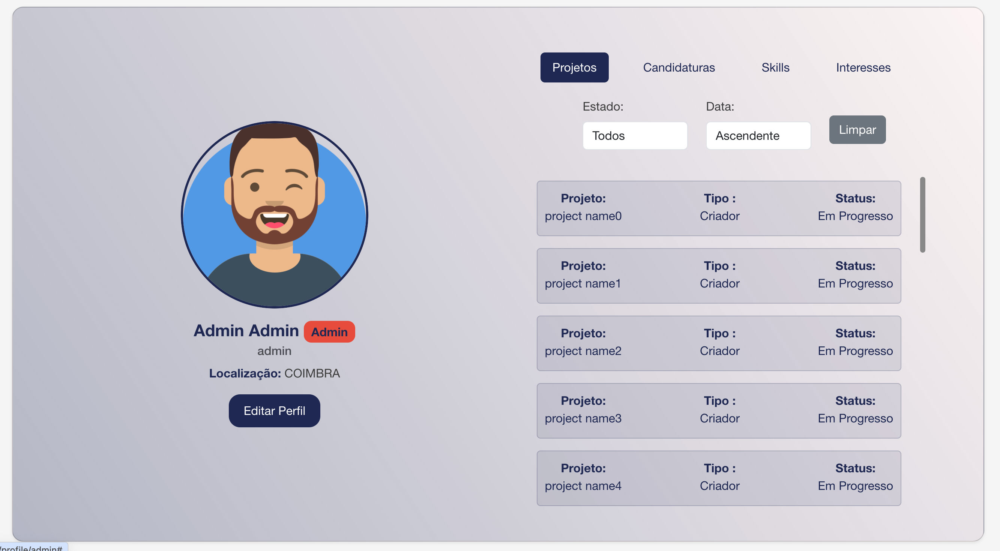 Projetos Candidaturas Skills Interesses
Estado: Data:
Todos Ascendente Limpar
Projeto: Tipo : Status:
project name0 Criador Em Progresso
Projeto: Tipo : Status:
project name1 Criador Em Progresso
Projeto: Tipo : Status:
project name2 Criador Em Progresso
Projeto: Tipo : Status:
project name3 Criador Em Progresso
Projeto: Tipo : Status:
project name4 Criador Em Progresso
Admin Admin Admin
admin
Localização: COIMBRA
Editar Perfil
/profile/admin#